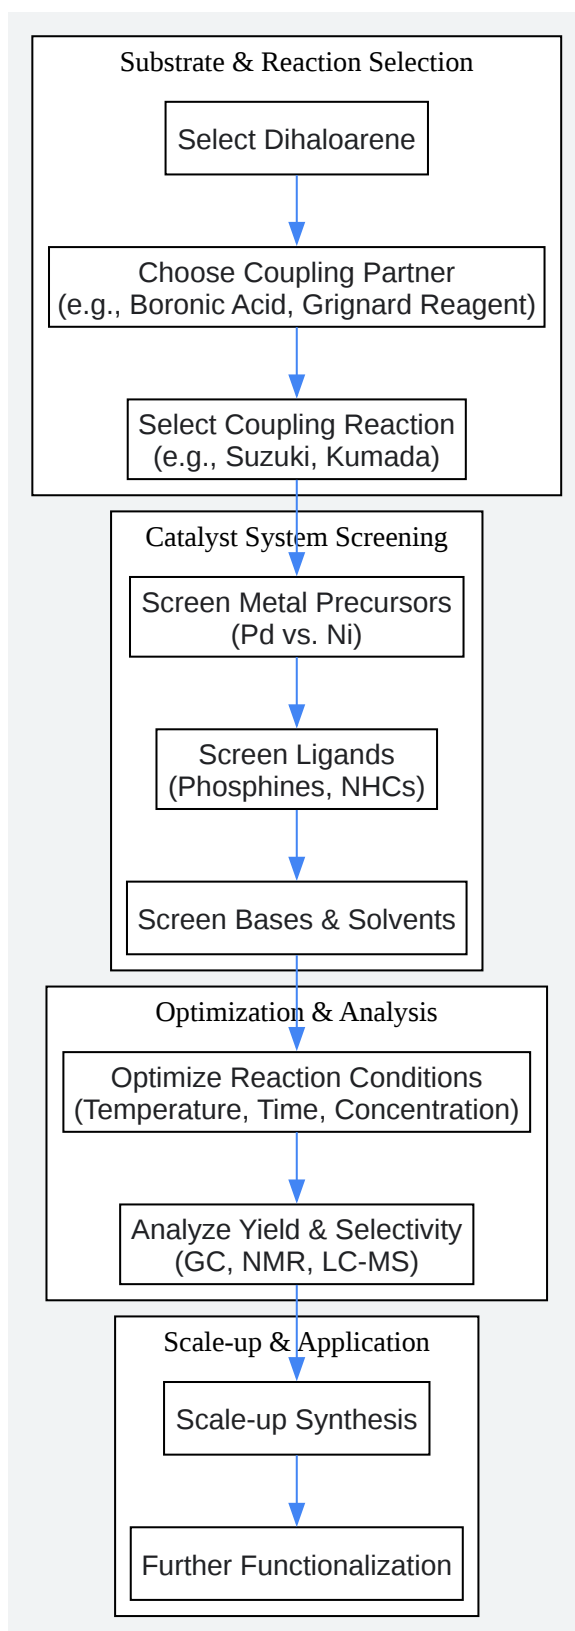 Substrate & Reaction Selection
Select Dihaloarene
Choose Coupling Partner
(e.g., Boronic Acid, Grignard Reagent)
Select Coupling Reaction
(e.g., Suzuki, Kumada)
Catalyst System Screening
Screen Metal Precursors
(Pd vs. Ni)
Screen Ligands
(Phosphines, NHCs)
Screen Bases & Solvents
Optimization & Analysis
Optimize Reaction Conditions
(Temperature, Time, Concentration)
Analyze Yield & Selectivity
(GC, NMR, LC-MS)
Scale-up & Application
Scale-up Synthesis
Further Functionalization